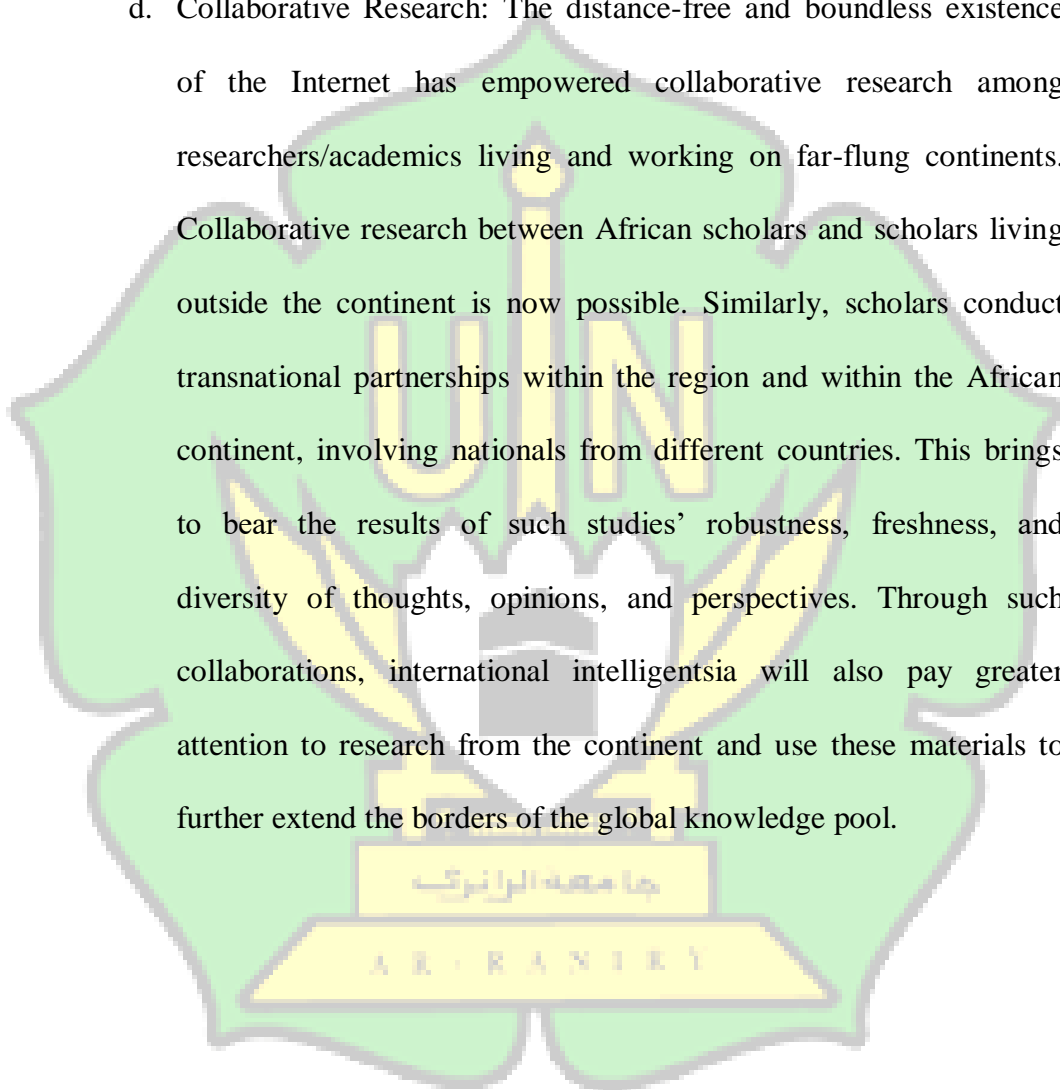 d. Collaborative Research: The distance-free and boundless existence
of the Internet has empowered collaborative research among
researchers/academics living and working on far-flung continents.
Collaborative research between African scholars and scholars living
outside the continent is now possible. Similarly, scholars conduct
transnational partnerships within the region and within the African
continent, involving nationals from different countries. This brings
to bear the results of such studies’ robustness, freshness, and
diversity of thoughts, opinions, and perspectives. Through such
collaborations, international intelligentsia will also pay greater
attention to research from the continent and use these materials to
further extend the borders of the global knowledge pool.
UIN
جامعة الرانري
AR-RANIRY